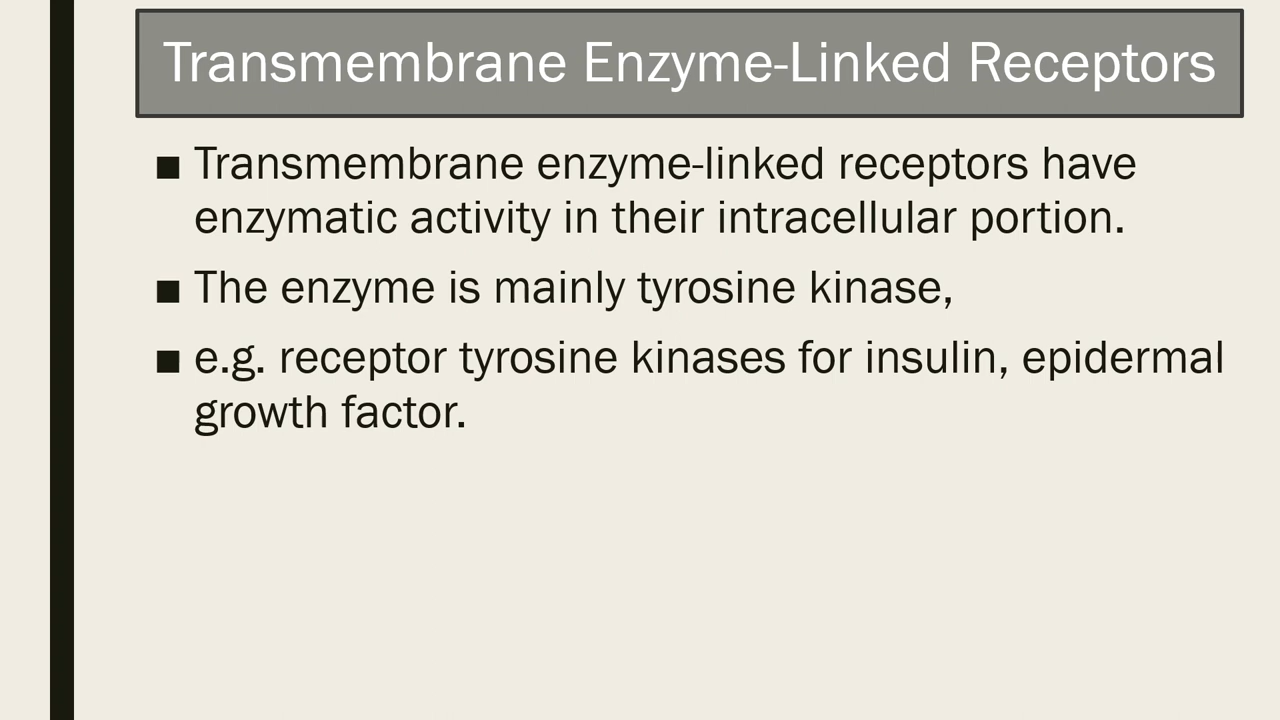 Transmembrane Enzyme-Linked Receptors
■ Transmembrane enzyme-linked receptors have
enzymatic activity in their intracellular portion.
■ The enzyme is mainly tyrosine kinase,
■ e.g. receptor tyrosine kinases for insulin, epidermal
growth factor.